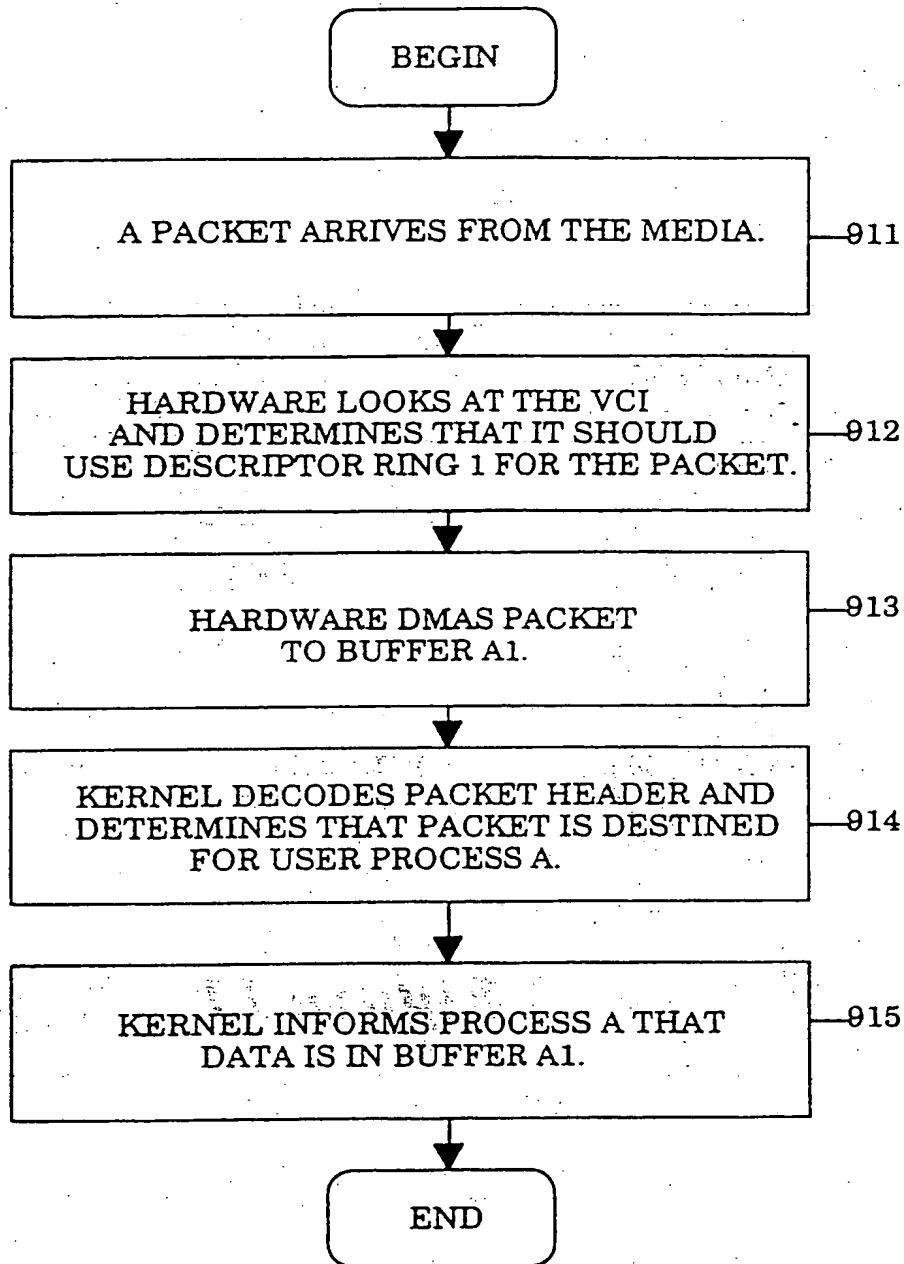 BEGIN
A PACKET ARRIVES FROM THE MEDIA.
911
HARDWARE LOOKS AT THE VCI
AND DETERMINES THAT IT SHOULD
USE DESCRIPTOR RING 1 FOR THE PACKET.
912
HARDWARE DMAS PACKET
TO BUFFER A1.
913
KERNEL DECODES PACKET HEADER AND
DETERMINES THAT PACKET IS DESTINED
FOR USER PROCESS A.
914
KERNEL INFORMS PROCESS A THAT
DATA IS IN BUFFER A1.
915
END